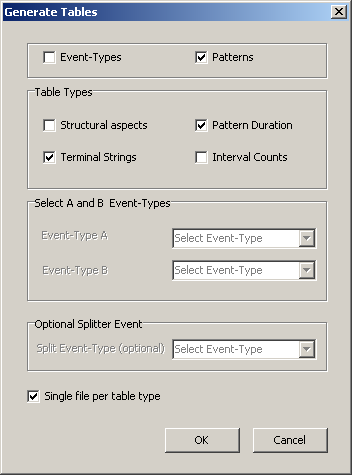 Generate Tables
Event-Types Patterns
Table Types
Structural aspects Pattern Duration
Terminal Strings Interval Counts
Select A and B Event-Types
Event-Type A Select Event-Type
Event-Type B Select Event-Type
Optional Splitter Event
Split Event-Type (optional) Select Event-Type
Single file per table type
OK Cancel